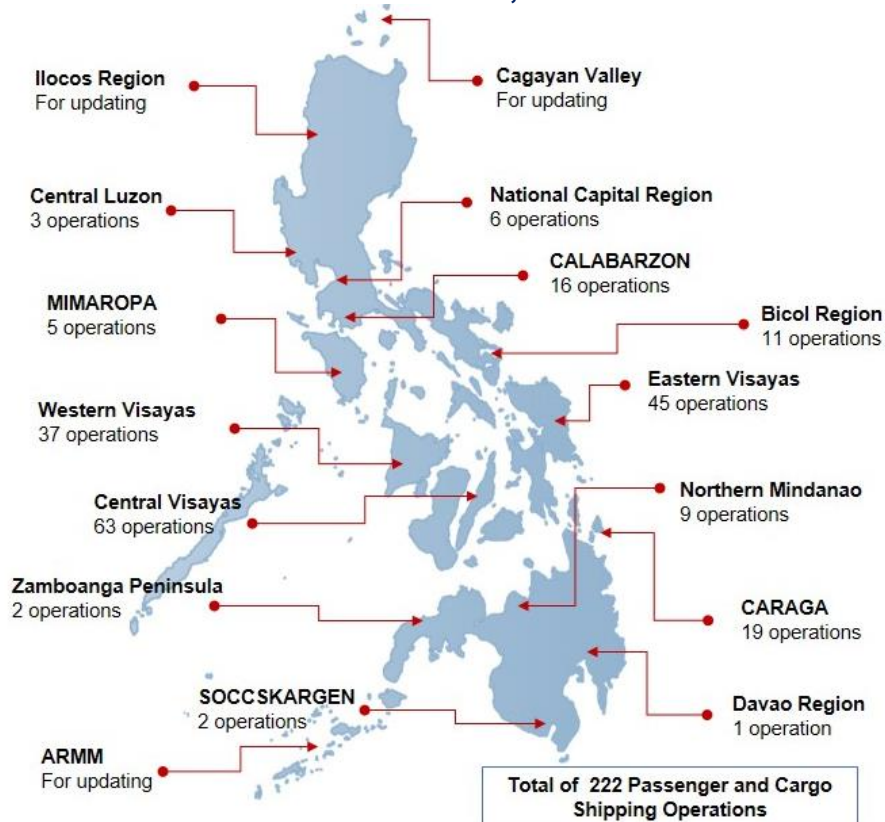 Ilocos Region
For updating
Cagayan Valley
For updating
Central Luzon
3 operations
National Capital Region
6 operations
CALABARZON
16 operations
MIMAROPA
5 operations
Bicol Region
11 operations
Eastern Visayas
45 operations
Western Visayas
37 operations
Northern Mindanao
9 operations
Central Visayas
63 operations
Zamboanga Peninsula
2 operations
CARAGA
19 operations
SOCCSKARGEN
2 operations
Davao Region
1 operation
ARMM
For updating
Total of 222 Passenger and Cargo
Shipping Operations